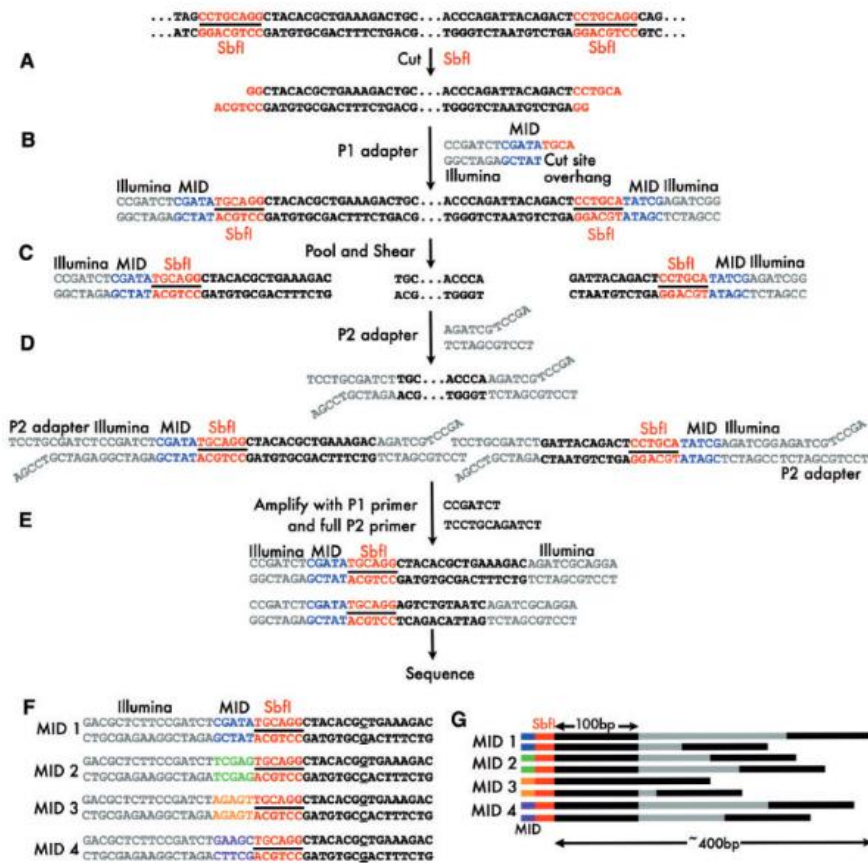 ...TAGCCTGCAGGCTACACGCTGAAAGACTGC...ACCCAGATTACAGACTCCTGCAGGCAG...
...ATCGGACGTCCGATGTGCGACTTTCTGACG...TGGGTCTAATGTCTGAGGACGTCCGTC...
SbfI SbfI
A Cut SbfI
GGCTACACGCTGAAAGACTGC...ACCCAGATTACAGACTCCTGCA
ACGTCCGATGTGCGACTTTCTGACG...TGGGTCTAATGTCTGAGG
B MID
P1 adapter CCGATCTCGATATGCA
GGCTAGAGCTAT Cut site
Illumina overhang
Illumina MID MID Illumina
CCGATCTCGATATGCAGGCTACACGCTGAAAGACTGC...ACCCAGATTACAGACTCCTGCATATCGAGATCGG
GGCTAGAGCTATACGTCCGATGTGCGACTTTCTGACG...TGGGTCTAATGTCTGAGGACGTATAGCTCTAGCC
SbfI SbfI
C Pool and Shear
Illumina MID SbfI SbfI MID Illumina
CCGATCTCGATATGCAGGCTACACGCTGAAAGAC TGC...ACCCA GATTACAGACTCCTGCATATCGAGATCGG
GGCTAGAGCTATACGTCCGATGTGCGACTTTCTG ACG...TGGGT CTAATGTCTGAGGACGTATAGCTCTAGCC
D P2 adapter AGATCGTCCGA
TCTAGCGTCCT
TCCTGCGATCTTGC...ACCCAAGATCGTCCGA
AGCCTGCTAGAACG...TGGGTTCTAGCGTCCT
P2 adapter Illumina MID SbfI SbfI MID Illumina
TCCTGCGATCTCCGATCTCGATATGCAGGCTACACGCTGAAAGACAGATCGTCCGA TCCTGCGATCTGATTACAGACTCCTGCATATCGAGATCGGAGATCGTCCGA
AGCCTGCTAGAGGCTAGAGCTATACGTCCGATGTGCGACTTTCTGTCTAGCGTCCT AGCCTGCTAGACTAATGTCTGAGGACGTATAGCTCTAGCCTCTAGCGTCCT
P2 adapter
E Amplify with P1 primer CCGATCT
and full P2 primer TCCTGCAGATCT
Illumina MID SbfI Illumina
CCGATCTCGATATGCAGGCTACACGCTGAAAGACAGATCGCAGGA
GGCTAGAGCTATACGTCCGATGTGCGACTTTCTGTCTAGCGTCCT
CCGATCTCGATATGCAGGAGTCTGTAATCAGATCGCAGGA
GGCTAGAGCTATACGTCCTCAGACATTAGTCTAGCGTCCT
Sequence
F Illumina MID SbfI
MID 1 GACGCTCTTCCGATCTCGATATGCAGGCTACACGCTGAAAGAC
CTGCGAGAAGGCTAGAGCTATACGTCCGATGTGCGACTTTCTG
MID 2 GACGCTCTTCCGATCTTCGAGTGCAGGCTACACGGTGAAAGAC
CTGCGAGAAGGCTAGATCGAGACGTCCGATGTGCCACTTTCTG
MID 3 GACGCTCTTCCGATCTAGAGTTGCAGGCTACACGGTGAAAGAC
CTGCGAGAAGGCTAGAAGAGTACGTCCGATGTGCCACTTTCTG
MID 4 GACGCTCTTCCGATCTGAAGCTGCAGGCTACACGCTGAAAGAC
CTGCGAGAAGGCTAGACTTCGACGTCCGATGTGCGACTTTCTG
G SbfI 100bp
MID 1
MID 2
MID 3
MID 4
MID ~400bp